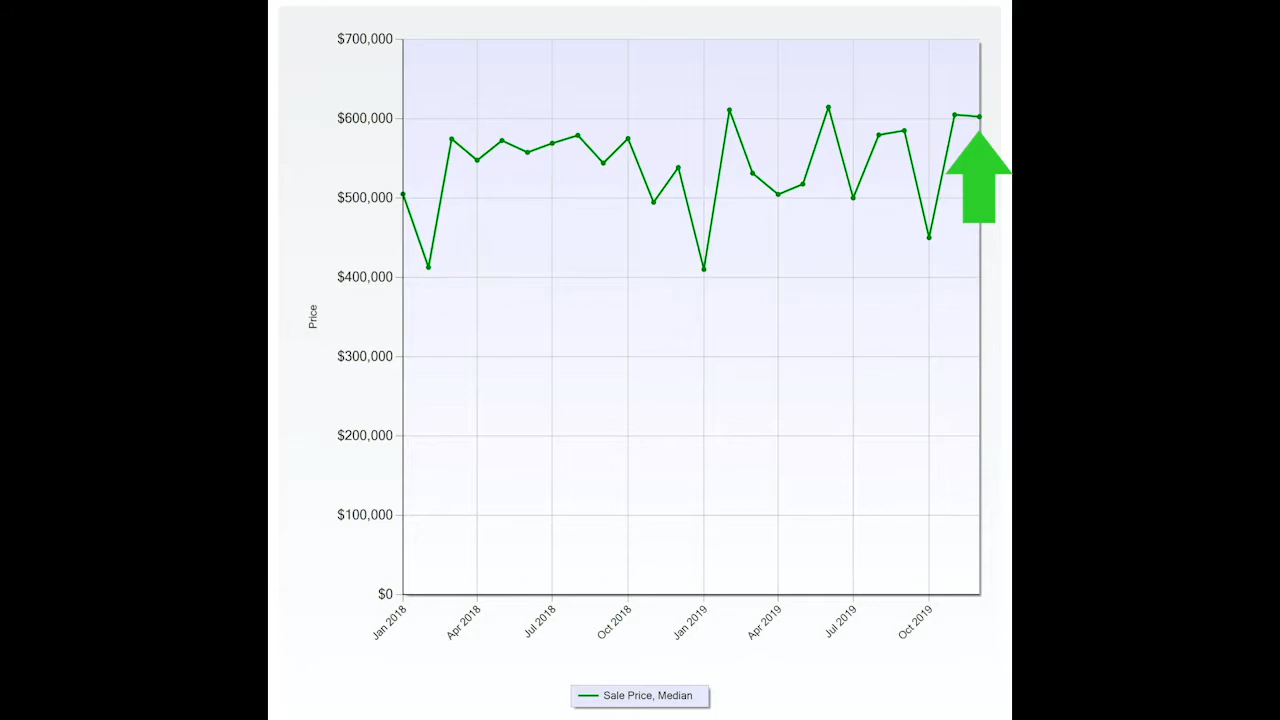 $700,000
$600,000
$500,000
$400,000
$300,000
$200,000
$100,000
$0
Price
Jan 2018
Apr 2018
Jul 2018
Oct 2018
Jan 2019
Apr 2019
Jul 2019
Oct 2019
Sale Price, Median